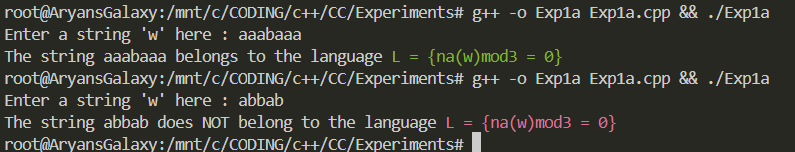 root@AryansGalaxy:/mnt/c/CODING/c++/CC/Experiments# g++ -o Exp1a Exp1a.cpp && ./Exp1a
Enter a string 'w' here : aaabaaa
The string aaabaaa belongs to the language L = {na(w)mod3 = 0}
root@AryansGalaxy:/mnt/c/CODING/c++/CC/Experiments# g++ -o Exp1a Exp1a.cpp && ./Exp1a
Enter a string 'w' here : abbab
The string abbab does NOT belong to the language L = {na(w)mod3 = 0}
root@AryansGalaxy:/mnt/c/CODING/c++/CC/Experiments#